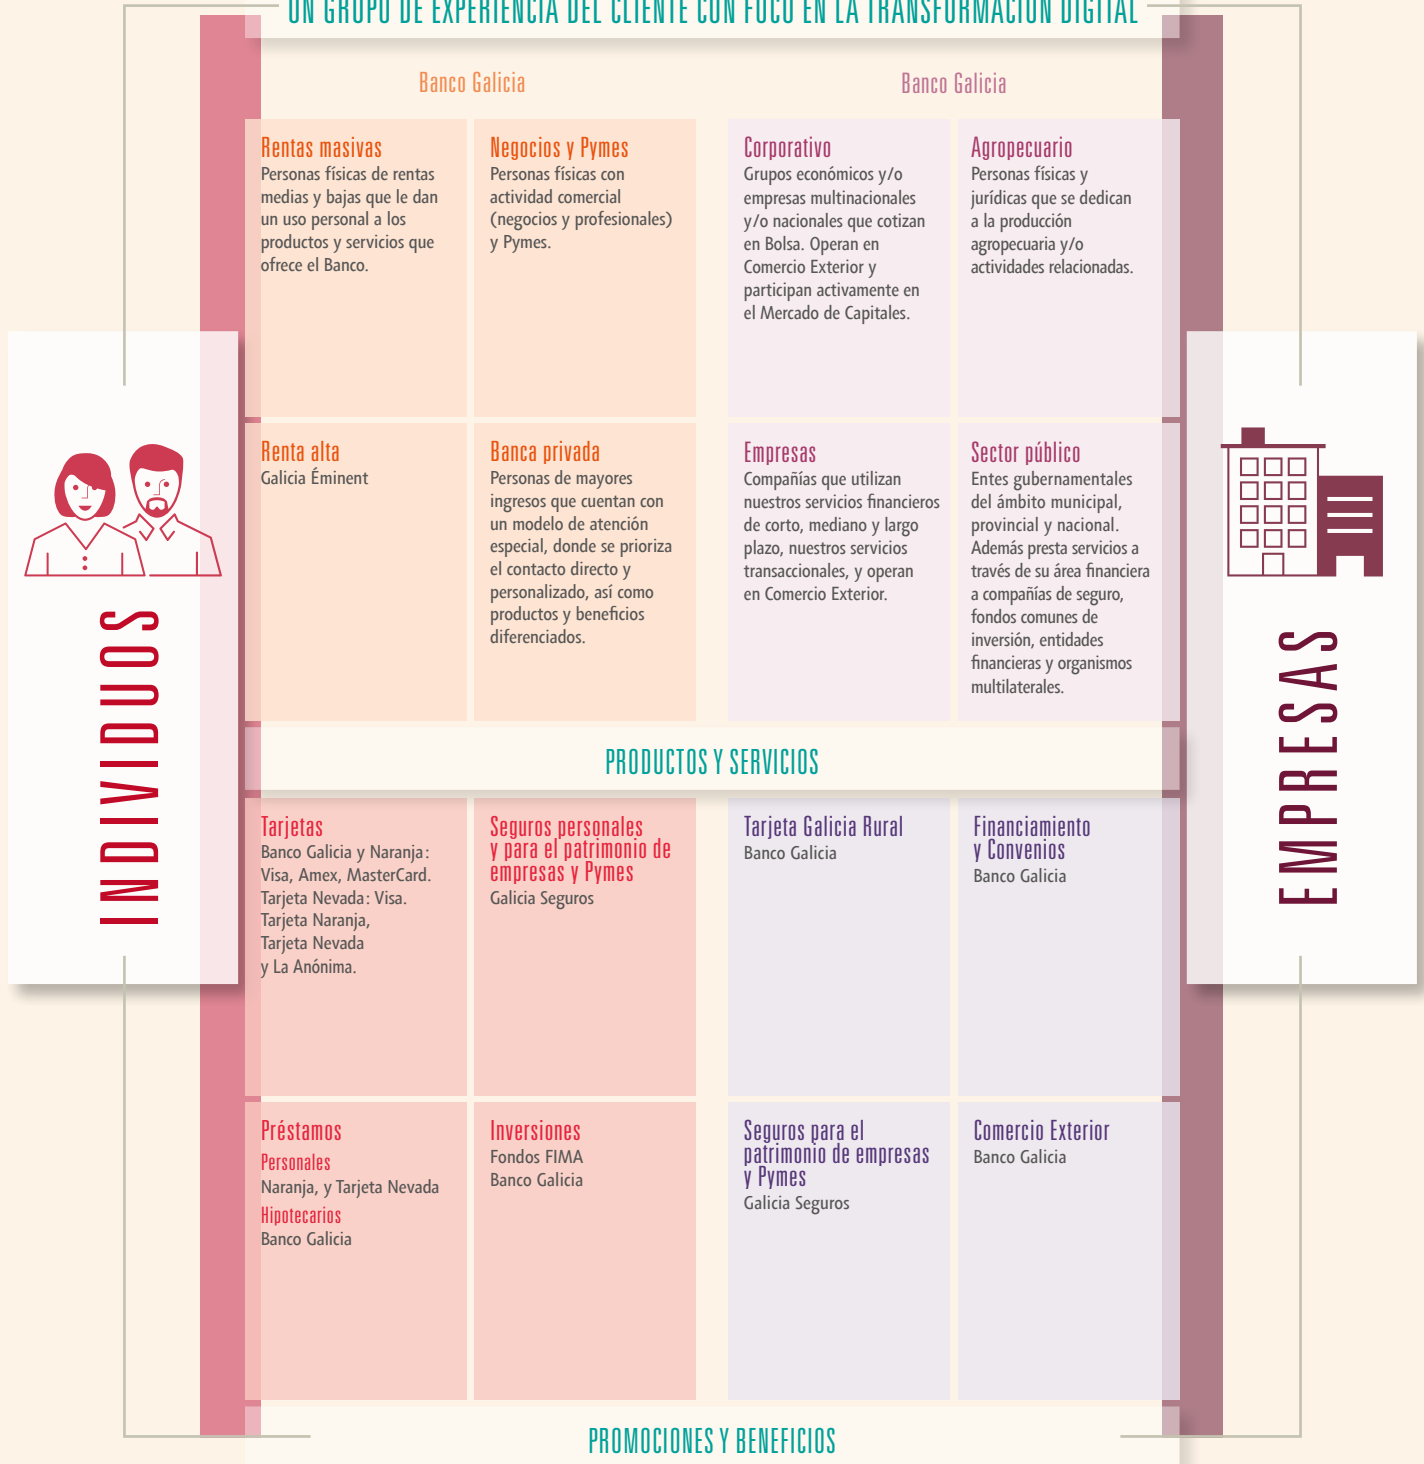 UN GRUPO DE EXPERIENCIA DEL CLIENTE CON FOCO EN LA TRANSFORMACIÓN DIGITAL
Banco Galicia
Banco Galicia
Rentas masivas
Personas físicas de rentas
medias y bajas que le dan
un uso personal a los
productos y servicios que
ofrece el Banco.
Negocios y Pymes
Personas físicas con
actividad comercial
(negocios y profesionales)
y Pymes.
Corporativo
Grupos económicos y/o
empresas multinacionales
y/o nacionales que cotizan
en Bolsa. Operan en
Comercio Exterior y
participan activamente en
el Mercado de Capitales.
Agropecuario
Personas físicas y
jurídicas que se dedican
a la producción
agropecuaria y/o
actividades relacionadas.
Renta alta
Galicia Éminent
Banca privada
Personas de mayores
ingresos que cuentan con
un modelo de atención
especial, donde se prioriza
el contacto directo y
personalizado, así como
productos y beneficios
diferenciados.
Empresas
Compañías que utilizan
nuestros servicios financieros
de corto, mediano y largo
plazo, nuestros servicios
transaccionales, y operan
en Comercio Exterior.
Sector público
Entes gubernamentales
del ámbito municipal,
provincial y nacional.
Además presta servicios a
través de su área financiera
a compañías de seguro,
fondos comunes de
inversión, entidades
financieras y organismos
multilaterales.
INDIVIDUOS
EMPRESAS
PRODUCTOS Y SERVICIOS
Tarjetas
Banco Galicia y Naranja:
Visa, Amex, MasterCard.
Tarjeta Nevada: Visa.
Tarjeta Naranja,
Tarjeta Nevada
y La Anónima.
Seguros personales
y para el patrimonio de
empresas y Pymes
Galicia Seguros
Tarjeta Galicia Rural
Banco Galicia
Financiamiento
y Convenios
Banco Galicia
Préstamos
Personales
Naranja, y Tarjeta Nevada
Hipotecarios
Banco Galicia
Inversiones
Fondos FIMA
Banco Galicia
Seguros para el
patrimonio de empresas
y Pymes
Galicia Seguros
Comercio Exterior
Banco Galicia
PROMOCIONES Y BENEFICIOS